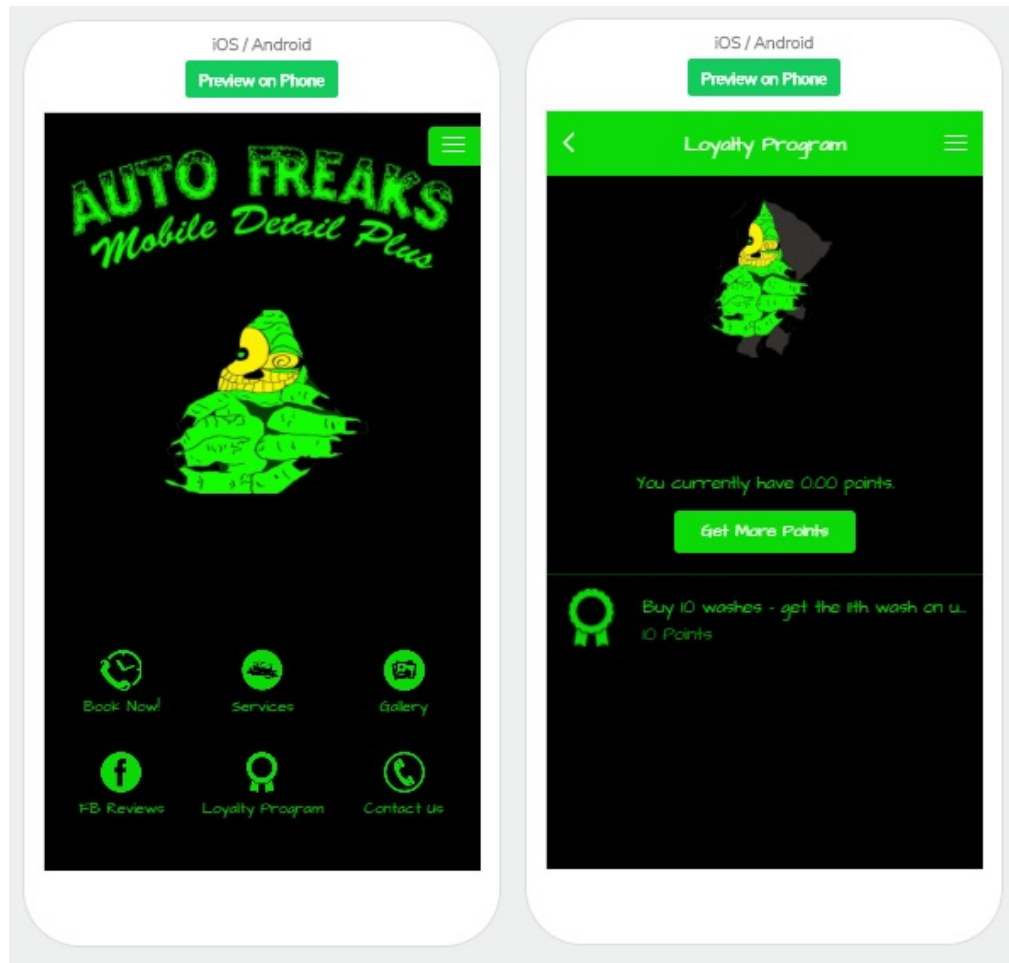 iOS / Android
Preview on Phone
AUTO FREAKS
Mobile Detail Plus
Book Now!
Services
Gallery
FB Reviews
Loyalty Program
Contact Us
iOS / Android
Preview on Phone
Loyalty Program
You currently have 0.00 points.
Get More Points
Buy 10 washes - get the 11th wash on u...
10 Points